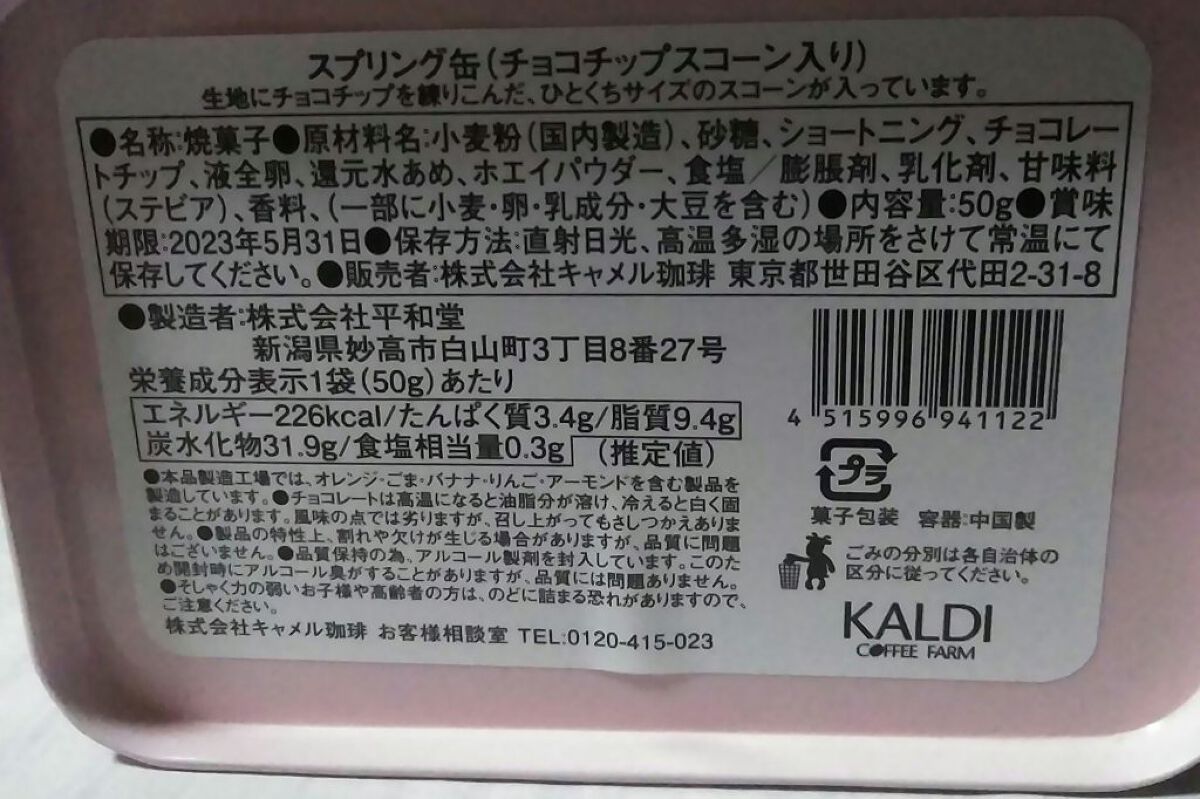 スプリング缶(チョコチップスコーン入り)
生地にチョコチップを練りこんだ、ひとくちサイズのスコーンが入っています。
●名称:焼菓子●原材料名:小麦粉(国内製造)、砂糖、ショートニング、チョコレー
トチップ、液全卵、還元水あめ、ホエイパウダー、食塩/膨脹剤、乳化剤、甘味料
(ステビア)、香料、(一部に小麦・卵・乳成分・大豆を含む)●内容量:50g●賞味
期限:2023年5月31日●保存方法:直射日光、高温多湿の場所をさけて常温にて
保存してください。●販売者:株式会社キャメル珈琲 東京都世田谷区代田2-31-8
●製造者:株式会社平和堂
新潟県妙高市白山町3丁目8番27号
栄養成分表示1袋(50g)あたり
エネルギー226kcal/たんぱく質3.4g/脂質9.4g
炭水化物31.9g/食塩相当量0.3g (推定値)
●本品製造工場では、オレンジ・ごま・バナナ・りんご・アーモンドを含む製品を
製造しています。●チョコレートは高温になると油脂分が溶け、冷えると白く固
まることがあります。風味の点では劣りますが、召し上がってもさしつかえありま
せん。●製品の特性上、割れや欠けが生じる場合がありますが、品質に問題
はございません。●品質保持の為、アルコール製剤を封入しています。このた
め開封時にアルコール臭がすることがありますが、品質には問題ありません。
●そしゃく力の弱いお子様や高齢者の方は、のどに詰まる恐れがありますので、
ご注意ください。
株式会社キャメル珈琲 お客様相談室 TEL:0120-415-023
4 515996 941122
プラ
菓子包装 容器:中国製
ごみの分別は各自治体の
区分に従ってください。
KALDI
COFFEE FARM